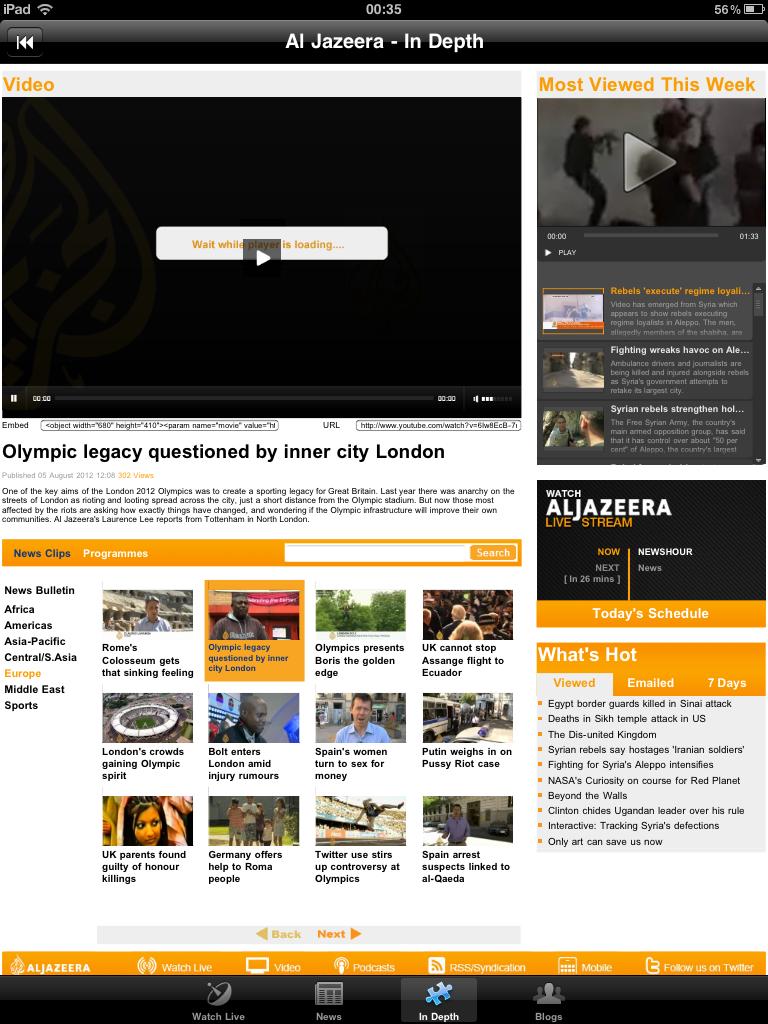 iPad 00:35 56%
Al Jazeera - In Depth
Video
Wait while player is loading....
00:00 00:00
Embed <object width="680" height="410"><param name="movie" value="ht URL http://www.youtube.com/watch?v=6Iw8EcB-7
Olympic legacy questioned by inner city London
Published 05 August 2012 12:08 302 Views
One of the key aims of the London 2012 Olympics was to create a sporting legacy for Great Britain. Last year there was anarchy on the
streets of London as rioting and looting spread across the city, just a short distance from the Olympic stadium. But now those most
affected by the riots are asking how exactly things have changed, and wondering if the Olympic infrastructure will improve their own
communities. Al Jazeera's Laurence Lee reports from Tottenham in North London.
News Clips Programmes Search
News Bulletin
Africa
Americas
Asia-Pacific
Central/S.Asia
Europe
Middle East
Sports
Rome's
Colosseum gets
that sinking feeling
Olympic legacy
questioned by inner
city London
Olympics presents
Boris the golden
edge
UK cannot stop
Assange flight to
Ecuador
London's crowds
gaining Olympic
spirit
Bolt enters
London amid
injury rumours
Spain's women
turn to sex for
money
Putin weighs in on
Pussy Riot case
UK parents found
guilty of honour
killings
Germany offers
help to Roma
people
Twitter use stirs
up controversy at
Olympics
Spain arrest
suspects linked to
al-Qaeda
Back Next
Most Viewed This Week
00:00 01:33
PLAY
Rebels 'execute' regime loyali...
Video has emerged from Syria which
appears to show rebels executing
regime loyalists in Aleppo. The men,
allegedly members of the shabiha, are
Fighting wreaks havoc on Ale...
Ambulance drivers and journalists are
being killed and injured alongside rebels
as Syria's government attempts to
retake its largest city.
Syrian rebels strengthen hol...
The Free Syrian Army, the country's
main armed opposition group, has said
that it has control over about "50 per
cent" of Aleppo, the country's largest
WATCH
ALJAZEERA
LIVE STREAM
NOW NEWSHOUR
NEXT News
[ In 26 mins ]
Today's Schedule
What's Hot
Viewed Emailed 7 Days
Egypt border guards killed in Sinai attack
Deaths in Sikh temple attack in US
The Dis-united Kingdom
Syrian rebels say hostages 'Iranian soldiers'
Fighting for Syria's Aleppo intensifies
NASA's Curiosity on course for Red Planet
Beyond the Walls
Clinton chides Ugandan leader over his rule
Interactive: Tracking Syria's defections
Only art can save us now
ALJAZEERA Watch Live Video Podcasts RSS/Syndication Mobile Follow us on Twitter
Watch Live News In Depth Blogs